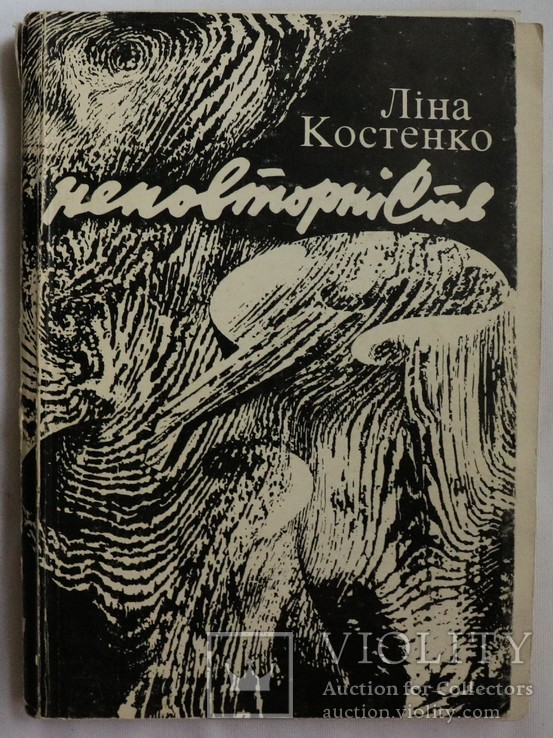 Ліна
Костенко
неповторність
VIOLITY
Auction for Collectors
auction.violity.com